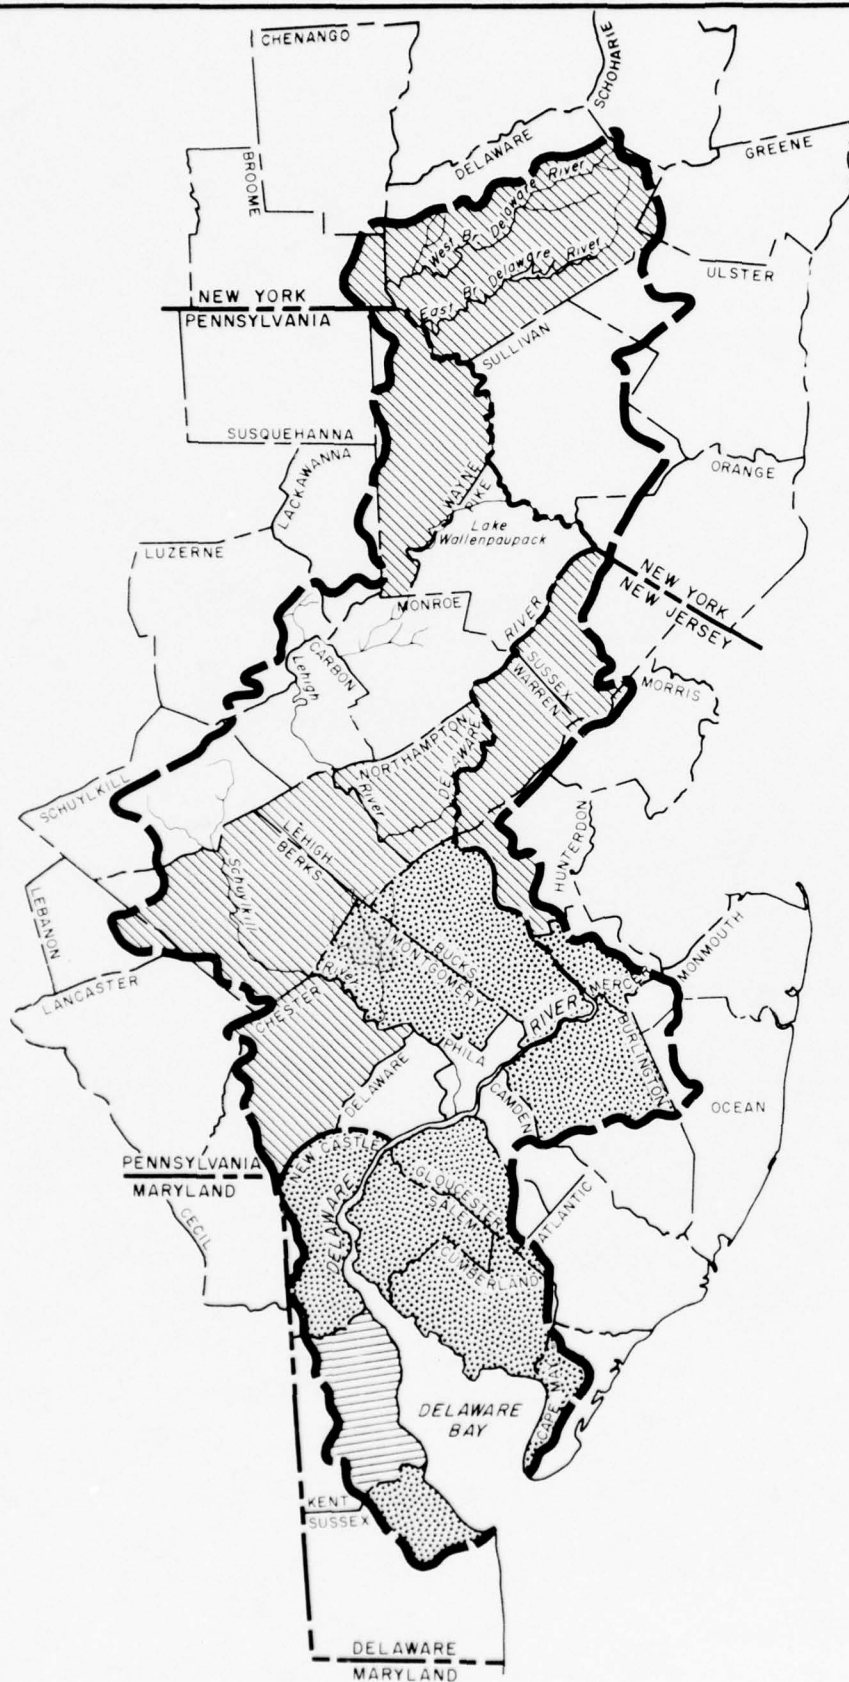 CHENANGO
SCHOHARIE
DELAWARE
GREENE
BROOME
West Br. Delaware River
East Br. Delaware River
ULSTER
NEW YORK
PENNSYLVANIA
SULLIVAN
SUSQUEHANNA
LACKAWANNA
WAYNE
PIKE
ORANGE
Lake
Wallenpaupack
LUZERNE
NEW YORK
NEW JERSEY
MONROE
RIVER
CARBON
Lehigh
SUSSEX
WARREN
MORRIS
NORTHAMPTON
River
DELAWARE
SCHUYLKILL
LEHIGH
BERKS
HUNTERDON
Schuylkill
LEBANON
BUCKS
MONTGOMERY
MONMOUTH
LANCASTER
River
MERCER
CHESTER
RIVER
BURLINGTON
PHILA
DELAWARE
CAMDEN
OCEAN
NEW CASTLE
PENNSYLVANIA
MARYLAND
GLOUCESTER
SALEM
ATLANTIC
DELAWARE
CECIL
CUMBERLAND
DELAWARE
BAY
CAPE MAY
KENT
SUSSEX
DELAWARE
MARYLAND